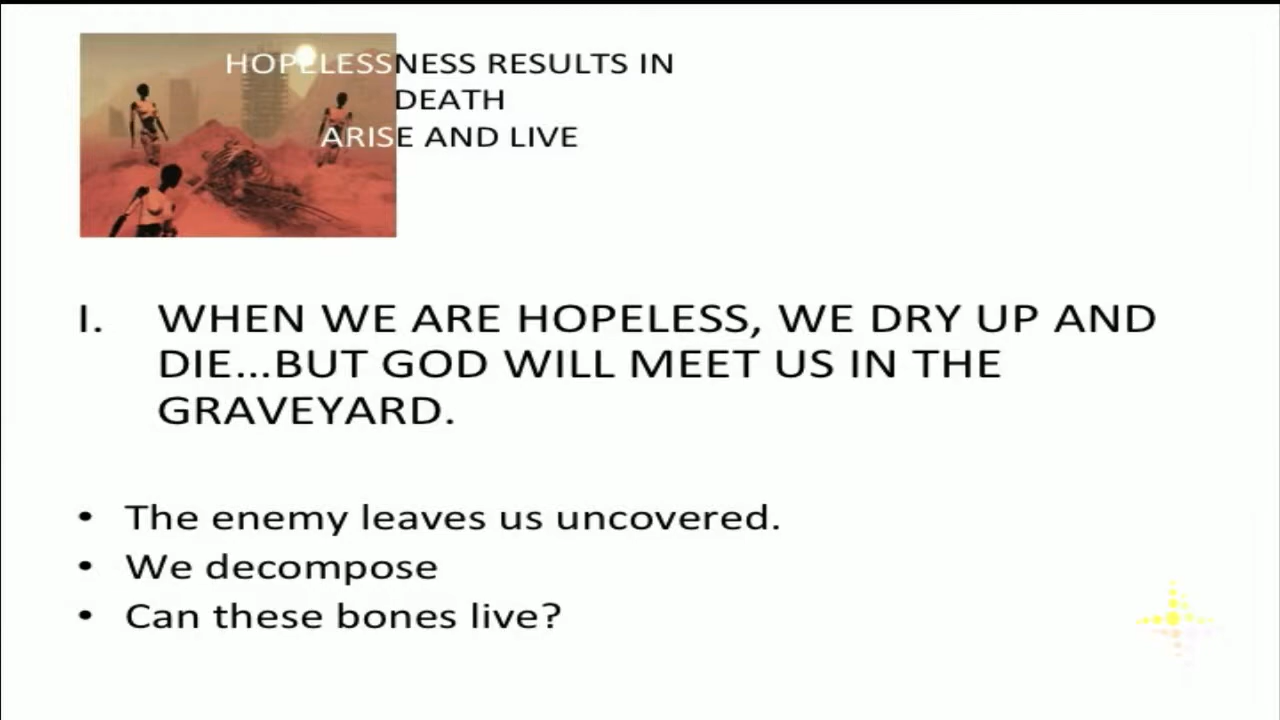 HOPELESSNESS RESULTS IN
DEATH
ARISE AND LIVE
I. WHEN WE ARE HOPELESS, WE DRY UP AND
DIE...BUT GOD WILL MEET US IN THE
GRAVEYARD.
• The enemy leaves us uncovered.
• We decompose
• Can these bones live?